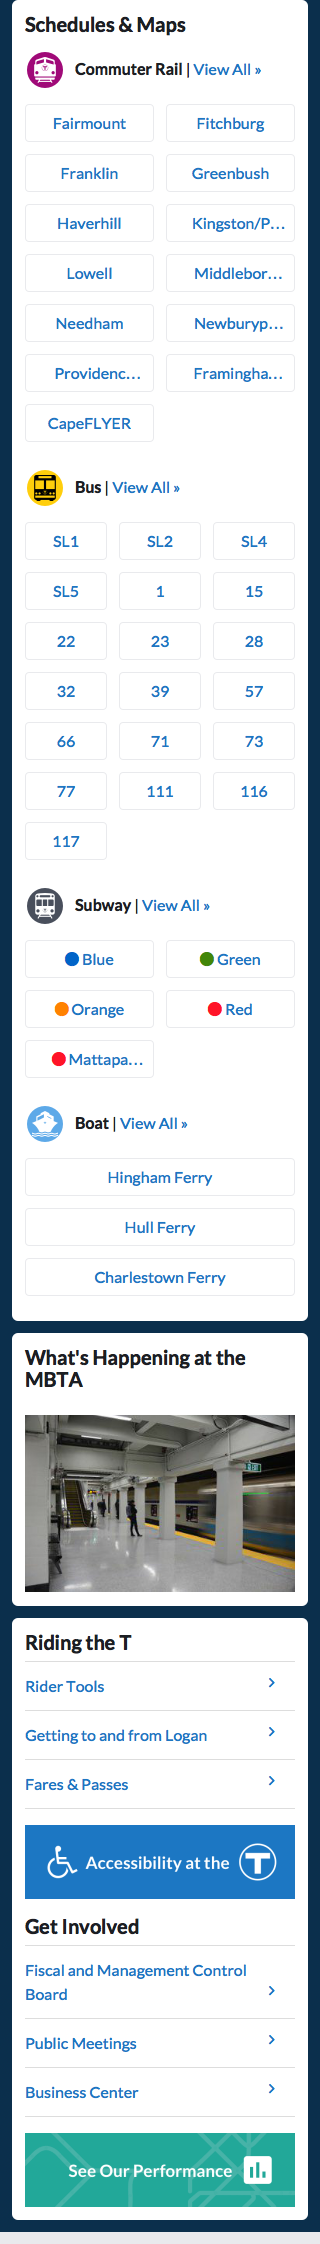 Schedules & Maps
Commuter Rail | View All »
Fairmount Fitchburg
Franklin Greenbush
Haverhill Kingston/P...
Lowell Middlebor...
Needham Newburyp...
Providenc... Framingha...
CapeFLYER
Bus | View All »
SL1 SL2 SL4
SL5 1 15
22 23 28
32 39 57
66 71 73
77 111 116
117
Subway | View All »
Blue Green
Orange Red
Mattapa...
Boat | View All »
Hingham Ferry
Hull Ferry
Charlestown Ferry
What's Happening at the
MBTA
Riding the T
Rider Tools
Getting to and from Logan
Fares & Passes
Accessibility at the T
Get Involved
Fiscal and Management Control
Board
Public Meetings
Business Center
See Our Performance